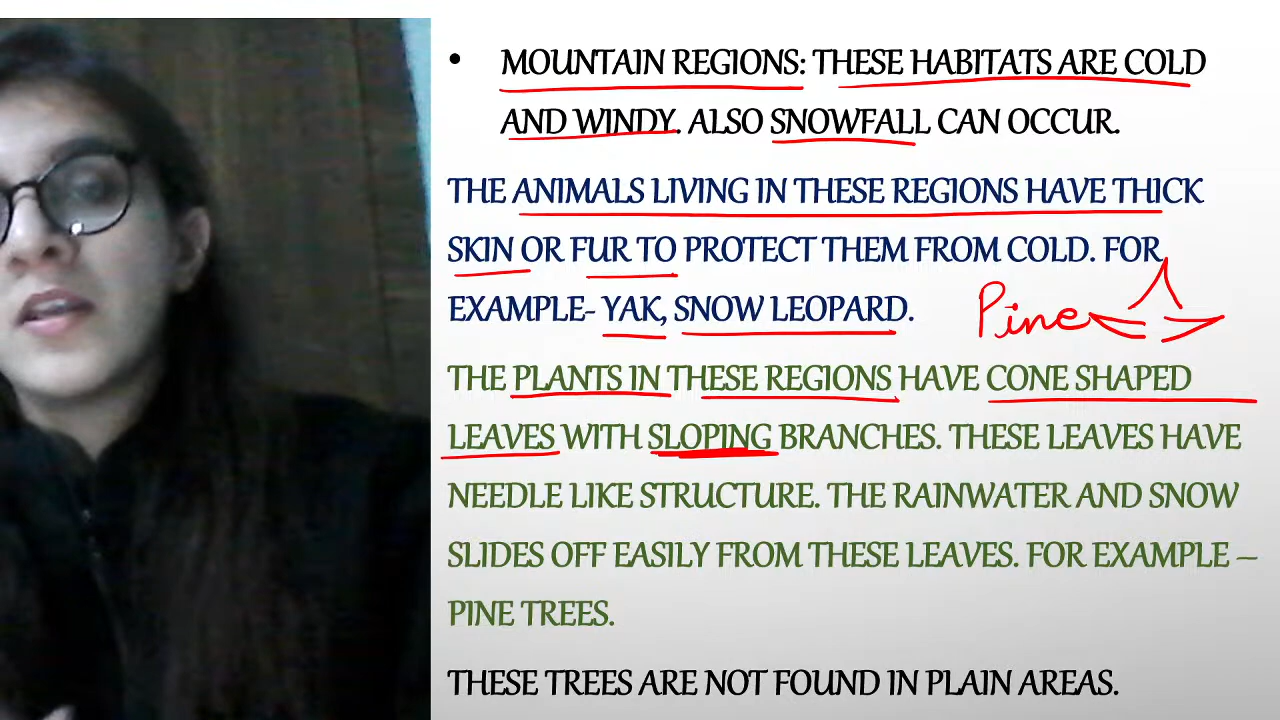 • MOUNTAIN REGIONS: THESE HABITATS ARE COLD
AND WINDY. ALSO SNOWFALL CAN OCCUR.
THE ANIMALS LIVING IN THESE REGIONS HAVE THICK
SKIN OR FUR TO PROTECT THEM FROM COLD. FOR
EXAMPLE- YAK, SNOW LEOPARD.
Pine
THE PLANTS IN THESE REGIONS HAVE CONE SHAPED
LEAVES WITH SLOPING BRANCHES. THESE LEAVES HAVE
NEEDLE LIKE STRUCTURE. THE RAINWATER AND SNOW
SLIDES OFF EASILY FROM THESE LEAVES. FOR EXAMPLE –
PINE TREES.
THESE TREES ARE NOT FOUND IN PLAIN AREAS.